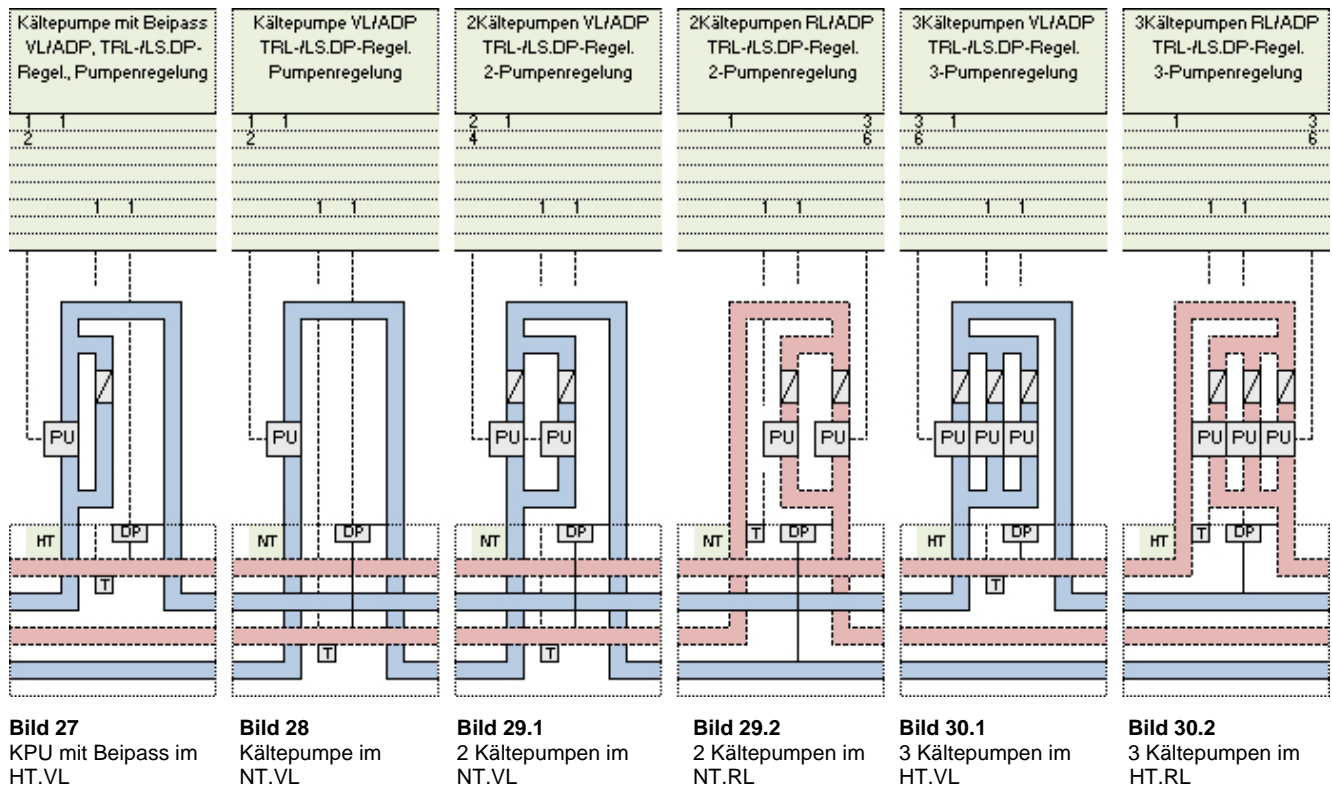 Kältepumpe mit Beipass
VL/ADP, TRL-/LS.DP-
Regel., Pumpenregelung
Kältepumpe VL/ADP
TRL-/LS.DP-Regel.
Pumpenregelung
2Kältepumpen VL/ADP
TRL-/LS.DP-Regel.
2-Pumpenregelung
2Kältepumpen RL/ADP
TRL-/LS.DP-Regel.
2-Pumpenregelung
3Kältepumpen VL/ADP
TRL-/LS.DP-Regel.
3-Pumpenregelung
3Kältepumpen RL/ADP
TRL-/LS.DP-Regel.
3-Pumpenregelung
1 1 1 1 2 1 1 3 3 1 1 3
2 2 4 6 6 6
1 1 1 1 1 1 1 1 1 1 1 1
PU PU PU PU PU PU PU PU PU PU PU PU
HT DP NT DP NT DP NT T DP HT DP HT T DP
T T T T
Bild 27
KPU mit Beipass im
HT.VL
Bild 28
Kältepumpe im
NT.VL
Bild 29.1
2 Kältepumpen im
NT.VL
Bild 29.2
2 Kältepumpen im
NT.RL
Bild 30.1
3 Kältepumpen im
HT.VL
Bild 30.2
3 Kältepumpen im
HT.RL